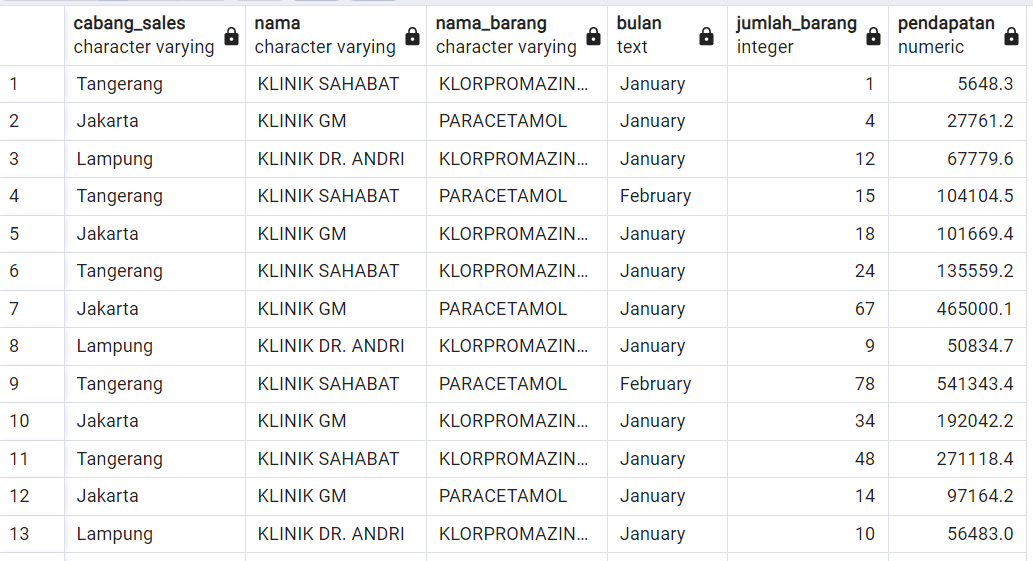 cabang_sales nama nama_barang bulan jumlah_barang pendapatan
character varying character varying character varying text integer numeric
1 Tangerang KLINIK SAHABAT KLORPROMAZIN... January 1 5648.3
2 Jakarta KLINIK GM PARACETAMOL January 4 27761.2
3 Lampung KLINIK DR. ANDRI KLORPROMAZIN... January 12 67779.6
4 Tangerang KLINIK SAHABAT PARACETAMOL February 15 104104.5
5 Jakarta KLINIK GM KLORPROMAZIN... January 18 101669.4
6 Tangerang KLINIK SAHABAT KLORPROMAZIN... January 24 135559.2
7 Jakarta KLINIK GM PARACETAMOL January 67 465000.1
8 Lampung KLINIK DR. ANDRI KLORPROMAZIN... January 9 50834.7
9 Tangerang KLINIK SAHABAT PARACETAMOL February 78 541343.4
10 Jakarta KLINIK GM KLORPROMAZIN... January 34 192042.2
11 Tangerang KLINIK SAHABAT KLORPROMAZIN... January 48 271118.4
12 Jakarta KLINIK GM PARACETAMOL January 14 97164.2
13 Lampung KLINIK DR. ANDRI KLORPROMAZIN... January 10 56483.0